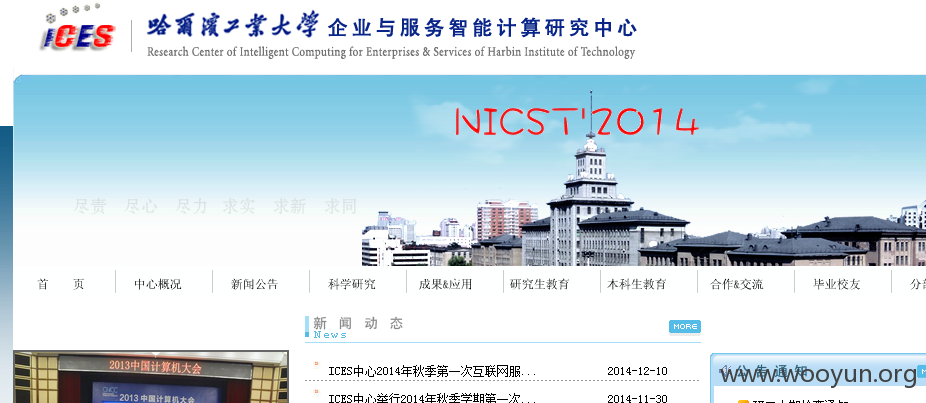 ICES
哈尔滨工业大学 企业与服务智能计算研究中心
Research Center of Intelligent Computing for Enterprises & Services of Harbin Institute of Technology
NICST'2014
尽责 尽心 尽力 求实 求新 求同
首 页 中心概况 新闻公告 科学研究 成果&应用 研究生教育 本科生教育 合作&交流 毕业校友
新 闻 动 态
News
MORE
2013中国计算机大会
2013 中国计算机大会
ICES中心2014年秋季第一次互联网服... 2014-12-10
ICES中心举行2014年秋季学期第一次... 2014-11-30
公 告 通 知
www.wooyun.org